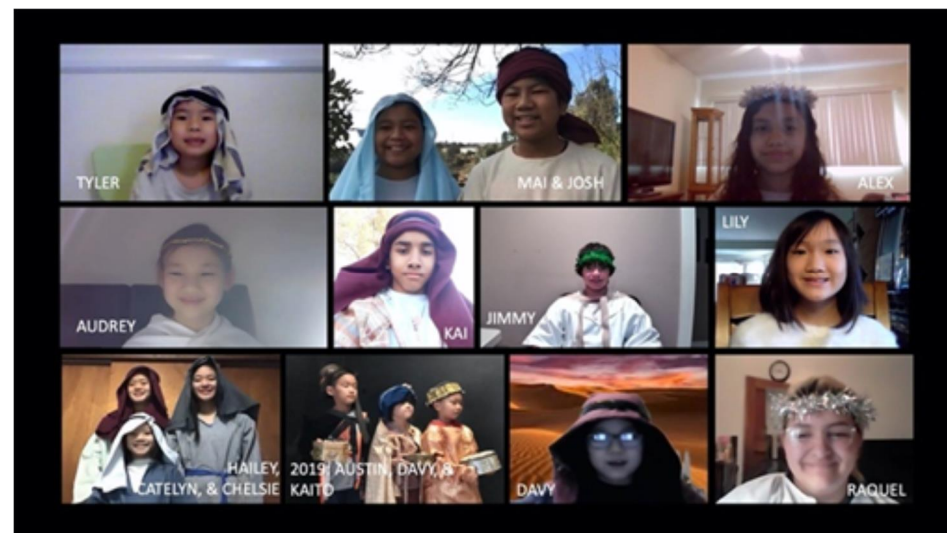 TYLER
MAI & JOSH
ALEX
AUDREY
KAI
JIMMY
LILY
HAILEY,
CATELYN, & CHELSIE
2019: AUSTIN, DAVY, &
KAITO
DAVY
RAQUEL